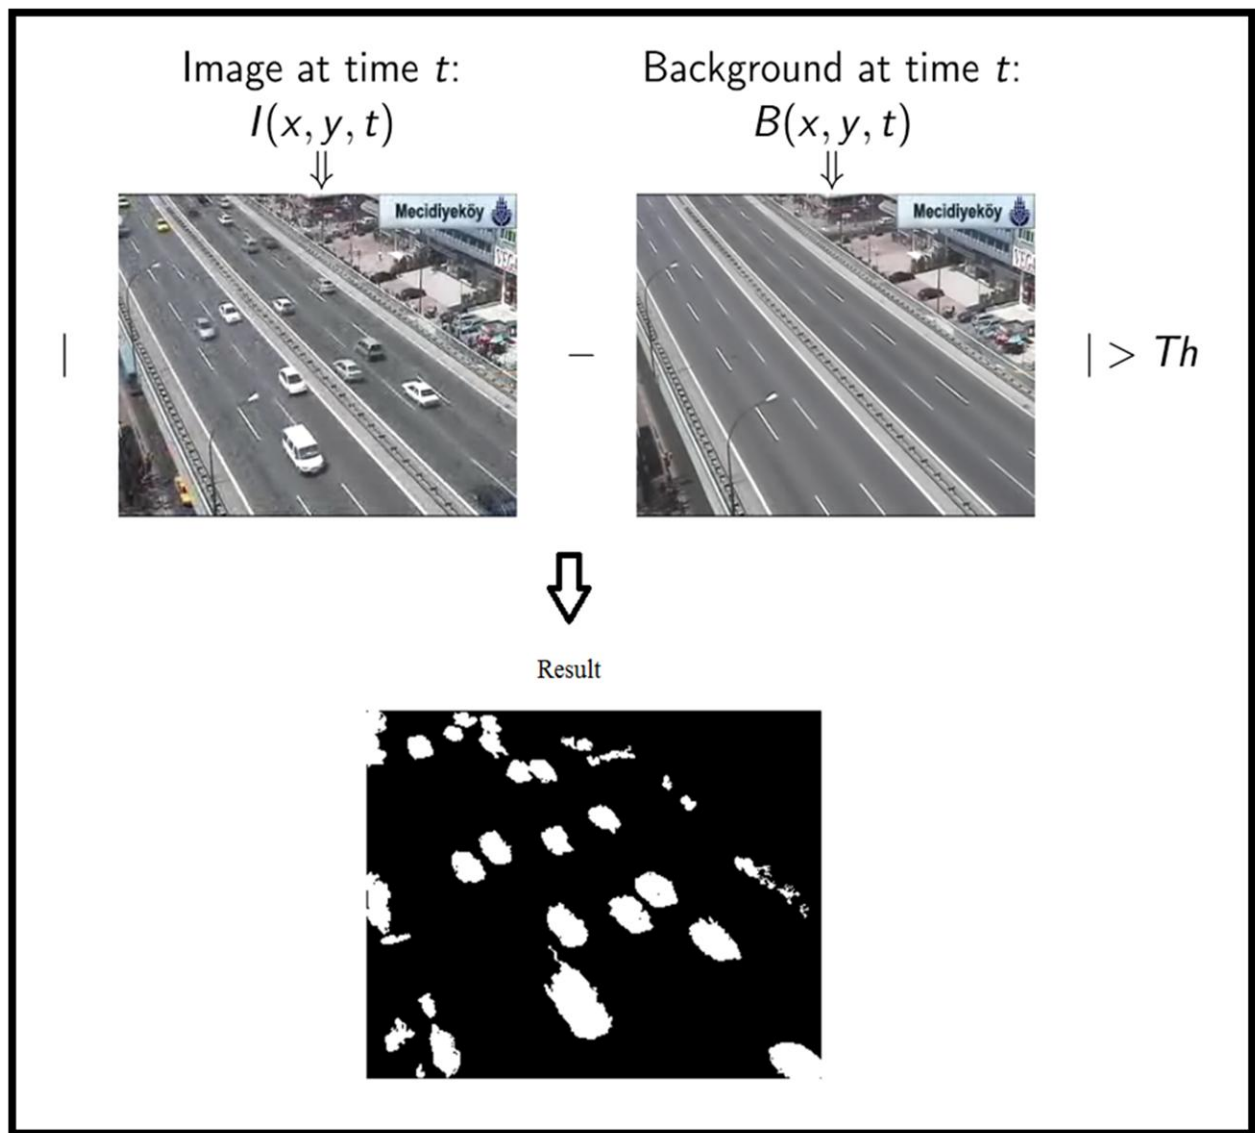 Image at time t:
I(x, y, t)
⇓
Background at time t:
B(x, y, t)
⇓
Mecidiyeköy
Mecidiyeköy
|
−
| > Th
Result